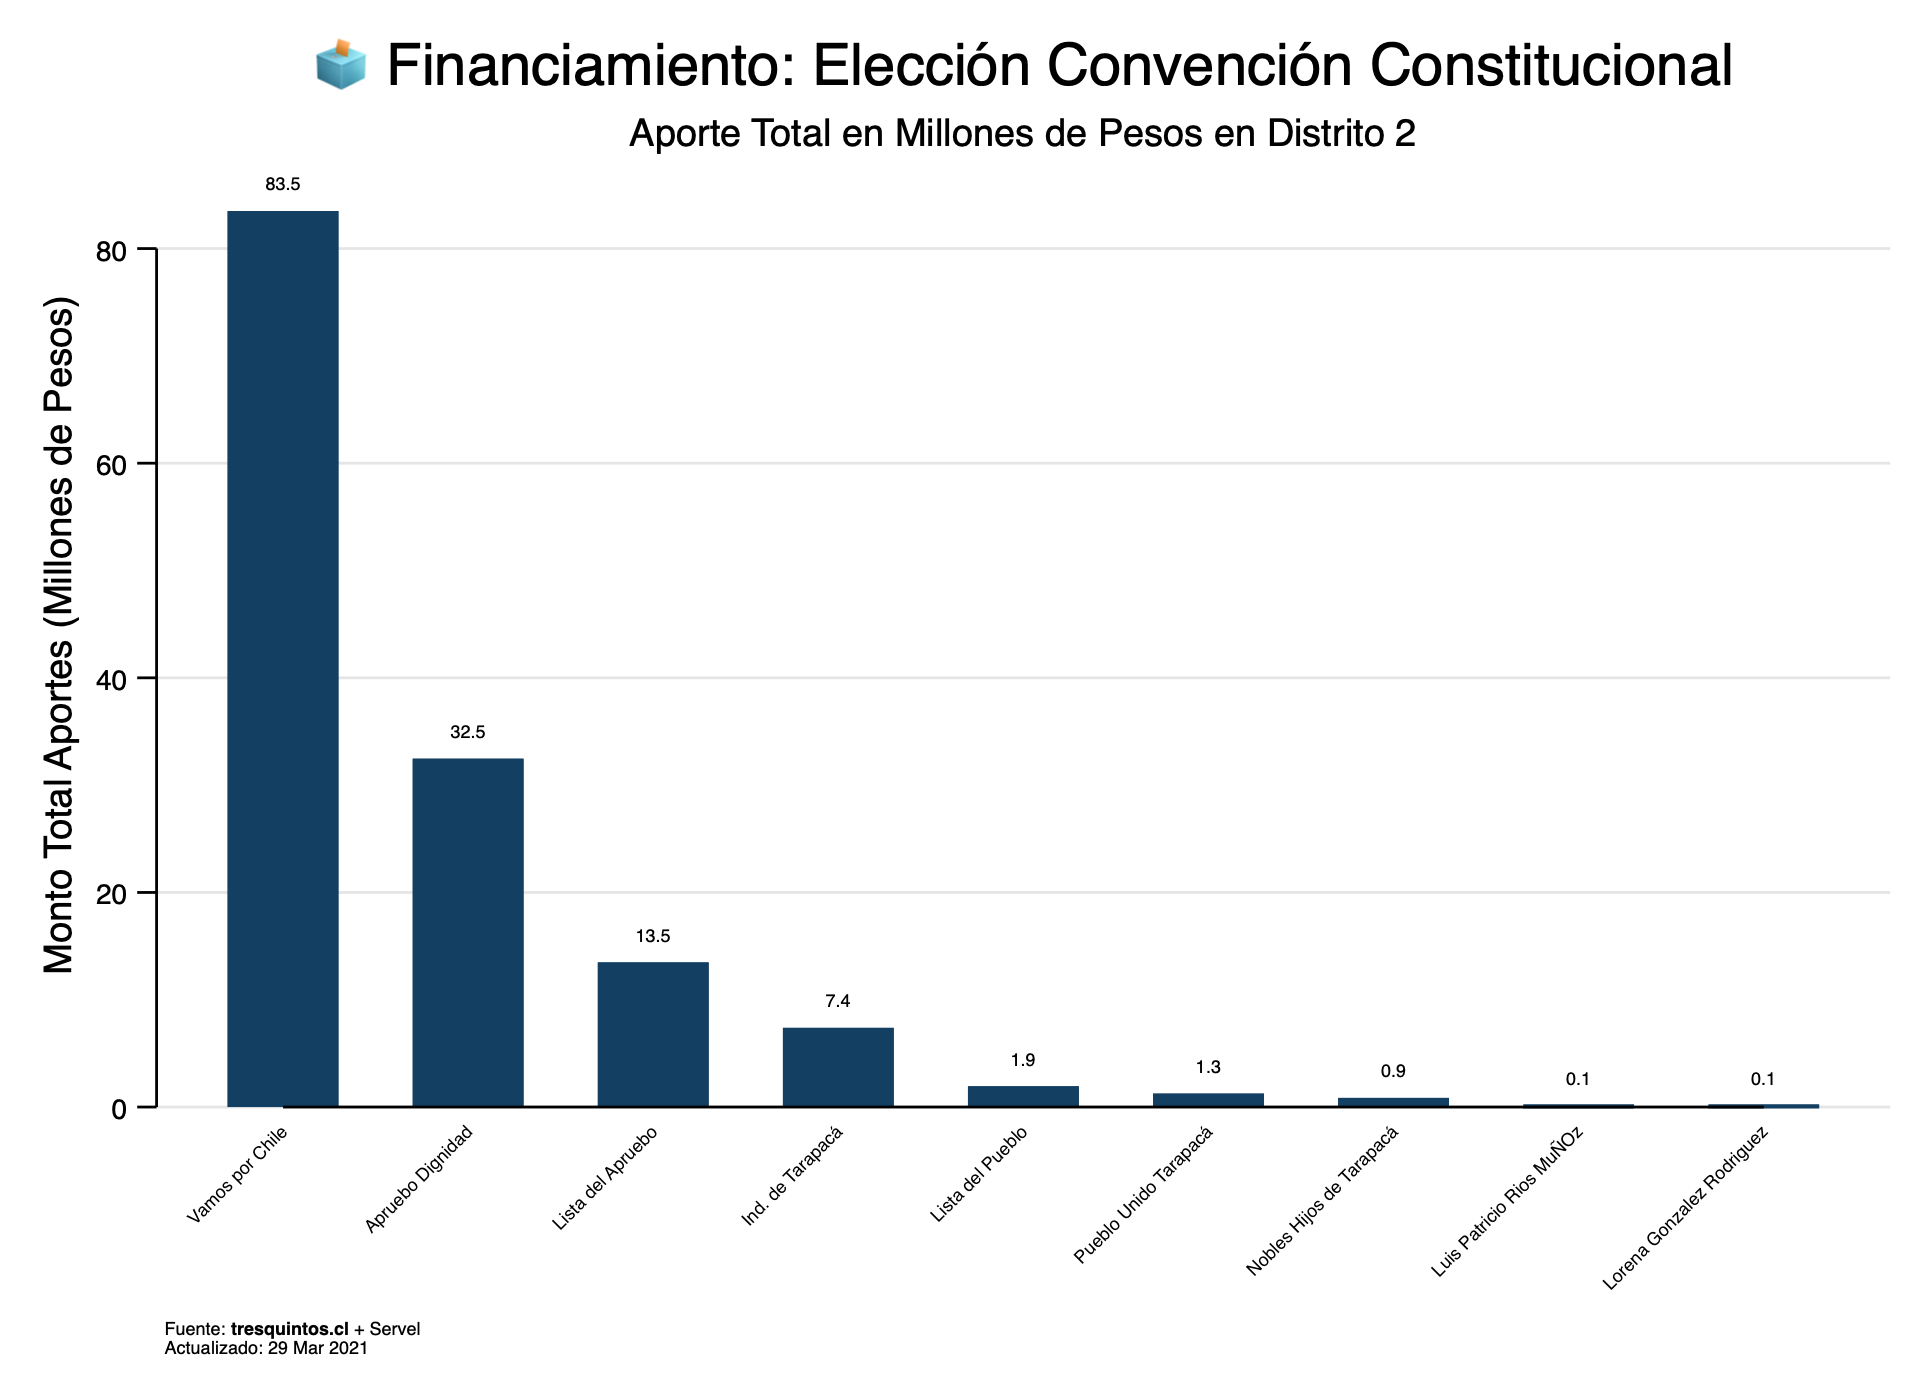 Financiamiento: Elección Convención Constitucional
Aporte Total en Millones de Pesos en Distrito 2
Monto Total Aportes (Millones de Pesos)
80
60
40
20
0
83.5
32.5
13.5
7.4
1.9
1.3
0.9
0.1
0.1
Vamos por Chile
Apruebo Dignidad
Lista del Apruebo
Ind. de Tarapacá
Lista del Pueblo
Pueblo Unido Tarapacá
Nobles Hijos de Tarapacá
Luis Patricio Rios MuÑOz
Lorena Gonzalez Rodriguez
Fuente: tresquintos.cl + Servel
Actualizado: 29 Mar 2021